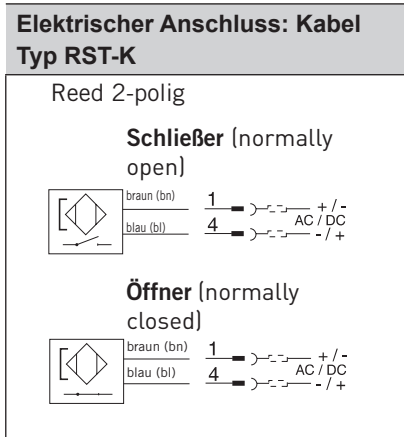 Elektrischer Anschluss: Kabel
Typ RST-K
Reed 2-polig
Schließer (normally
open)
braun (bn) 1 + / -
AC / DC
blau (bl) 4 - / +
Öffner (normally
closed)
braun (bn) 1 + / -
AC / DC
blau (bl) 4 - / +